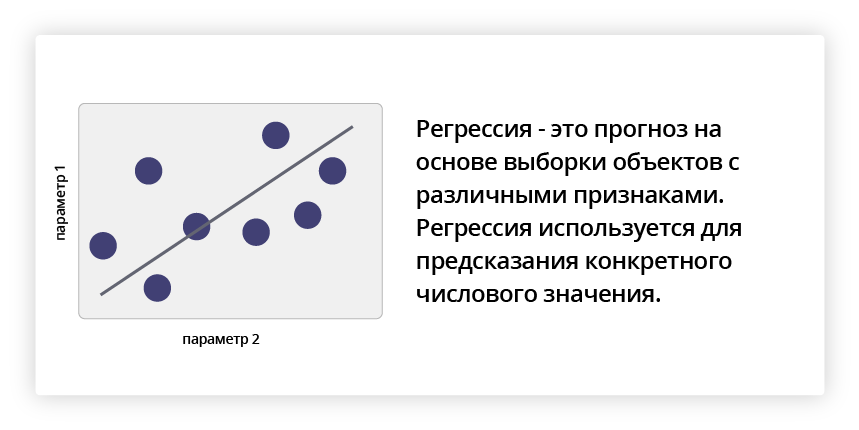 параметр 1
параметр 2
Регрессия - это прогноз на
основе выборки объектов с
различными признаками.
Регрессия используется для
предсказания конкретного
числового значения.